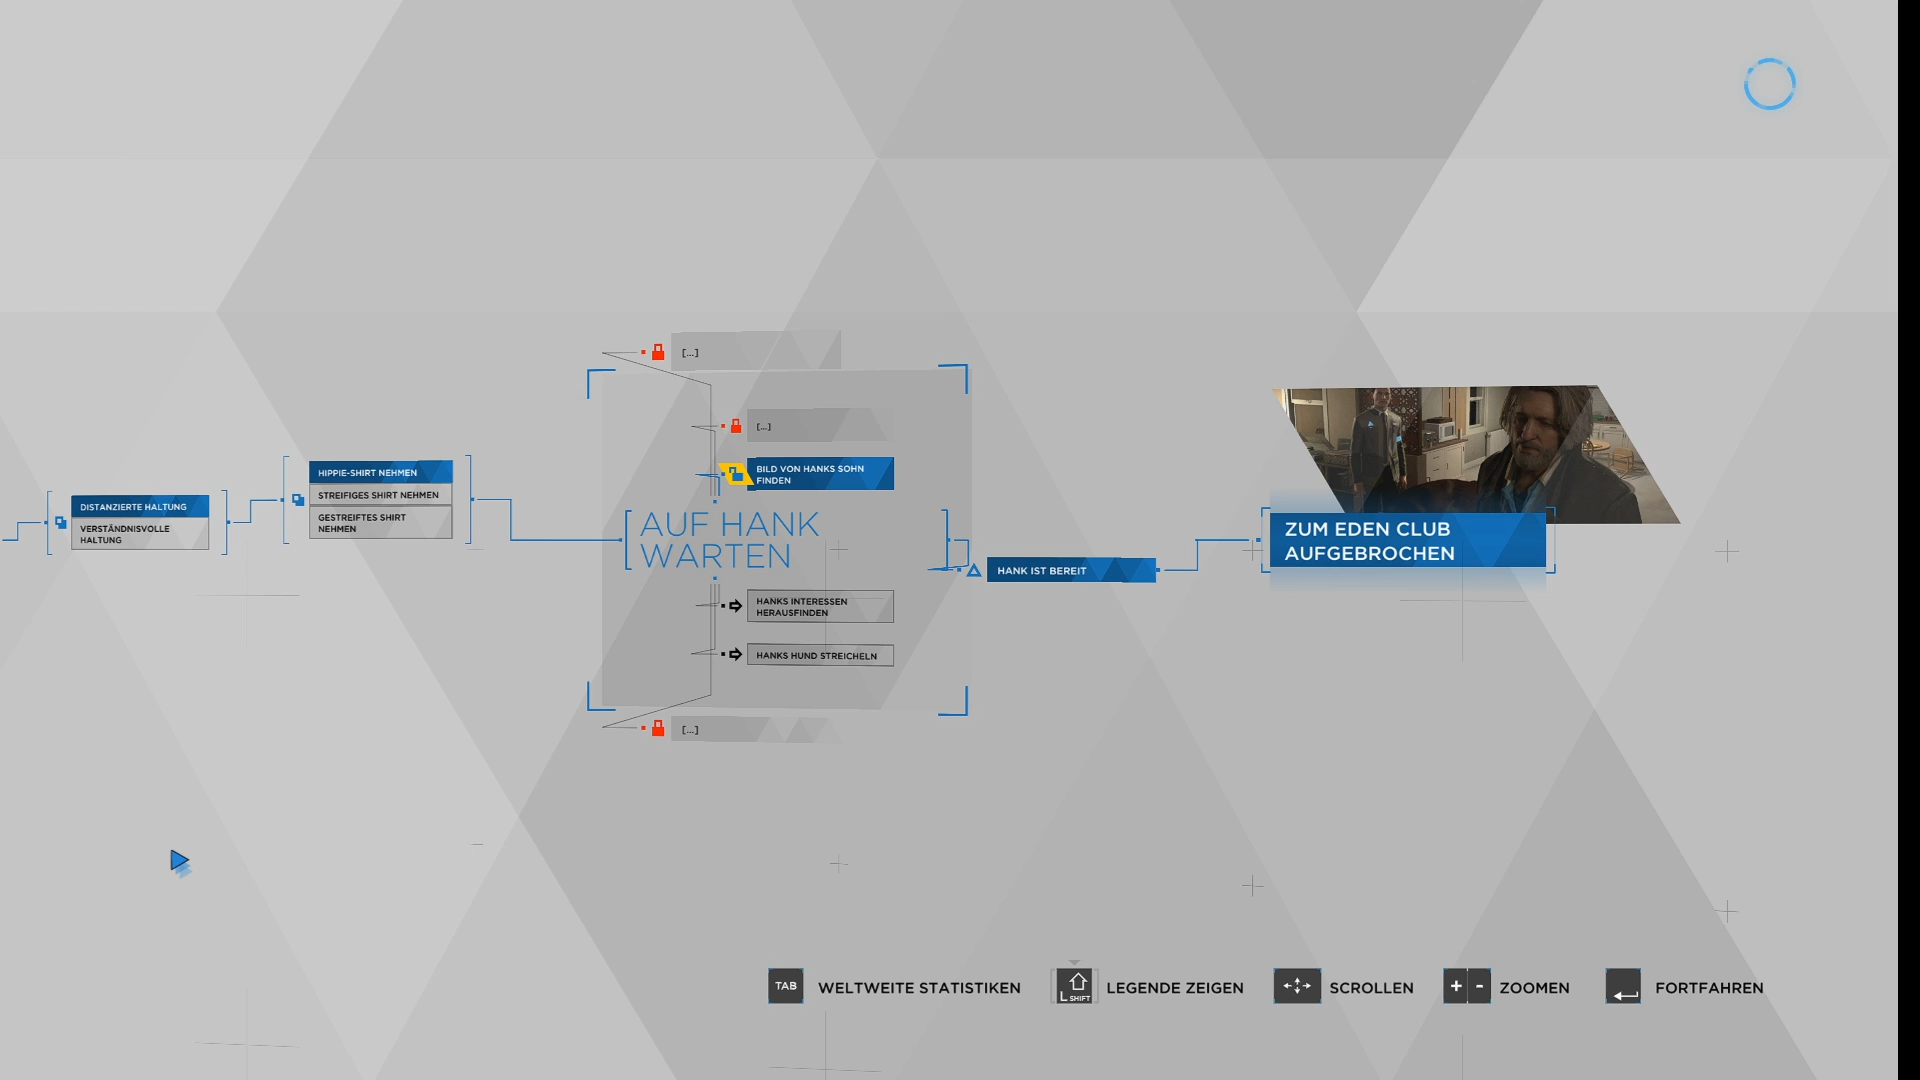 [...]
[...]
BILD VON HANKS SOHN
FINDEN
DISTANZIERTE HALTUNG
VERSTÄNDNISVOLLE
HALTUNG
HIPPIE-SHIRT NEHMEN
STREIFIGES SHIRT NEHMEN
GESTREIFTES SHIRT
NEHMEN
AUF HANK
WARTEN
HANKS INTERESSEN
HERAUSFINDEN
HANKS HUND STREICHELN
[...]
HANK IST BEREIT
ZUM EDEN CLUB
AUFGEBROCHEN
TAB WELTWEITE STATISTIKEN
L SHIFT LEGENDE ZEIGEN
SCROLLEN
+ - ZOOMEN
FORTFAHREN